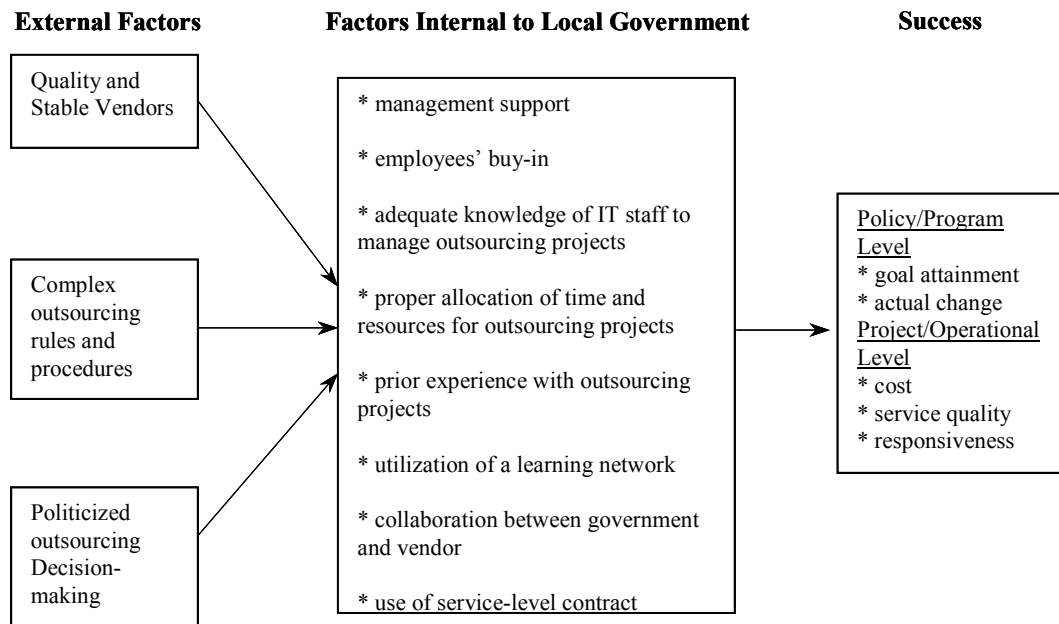 External Factors
Factors Internal to Local Government
Success
Quality and
Stable Vendors
Complex
outsourcing
rules and
procedures
Politicized
outsourcing
Decision-
making
* management support
* employees’ buy-in
* adequate knowledge of IT staff to
manage outsourcing projects
* proper allocation of time and
resources for outsourcing projects
* prior experience with outsourcing
projects
* utilization of a learning network
* collaboration between government
and vendor
* use of service-level contract
Policy/Program
Level
* goal attainment
* actual change
Project/Operational
Level
* cost
* service quality
* responsiveness